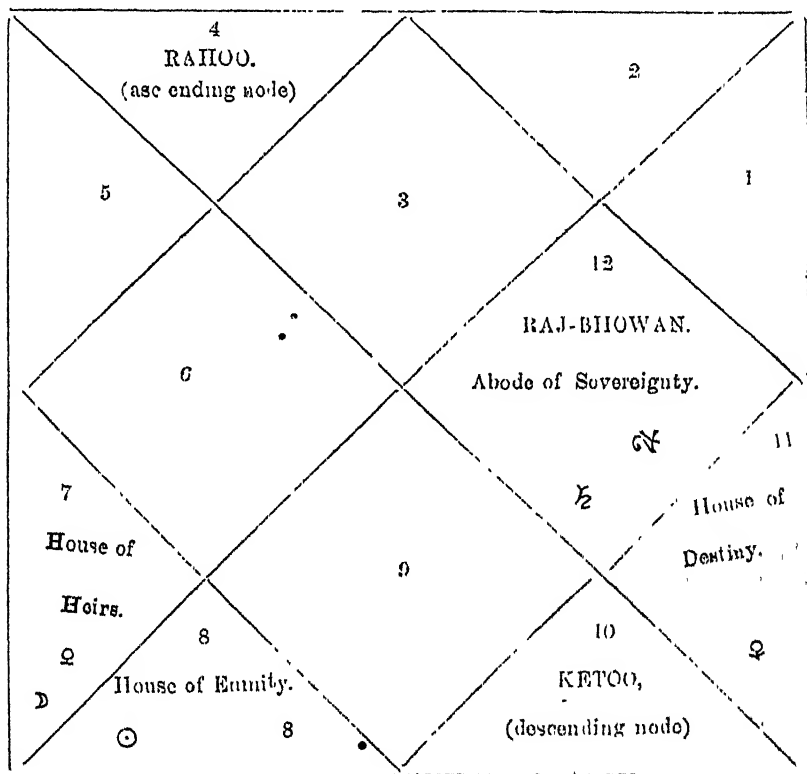 4
RAHOO.
(ascending node)
2
5
3
1
12
RAJ-BHOWAN.
Abode of Sovereignty.
6
11
♄
House of
Destiny.
7
House of
Heirs.
9
♀
☽
8
House of Enmity.
☉
8
10
KETOO,
(descending node)
♀